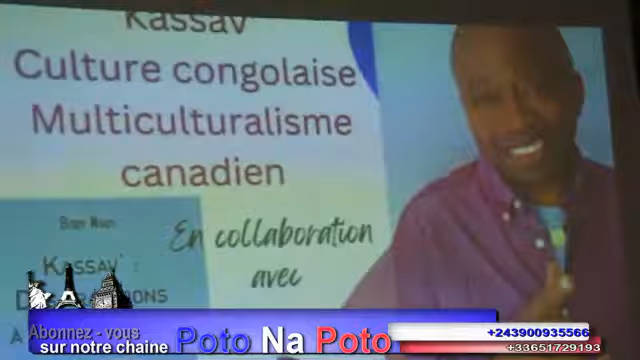 Kassav'
Culture congolaise
Multiculturalisme
canadien
En collaboration
avec
KASSAV' :
Abonnez - vous
sur notre chaine
Poto Na Poto
+243900935566
+33651729193